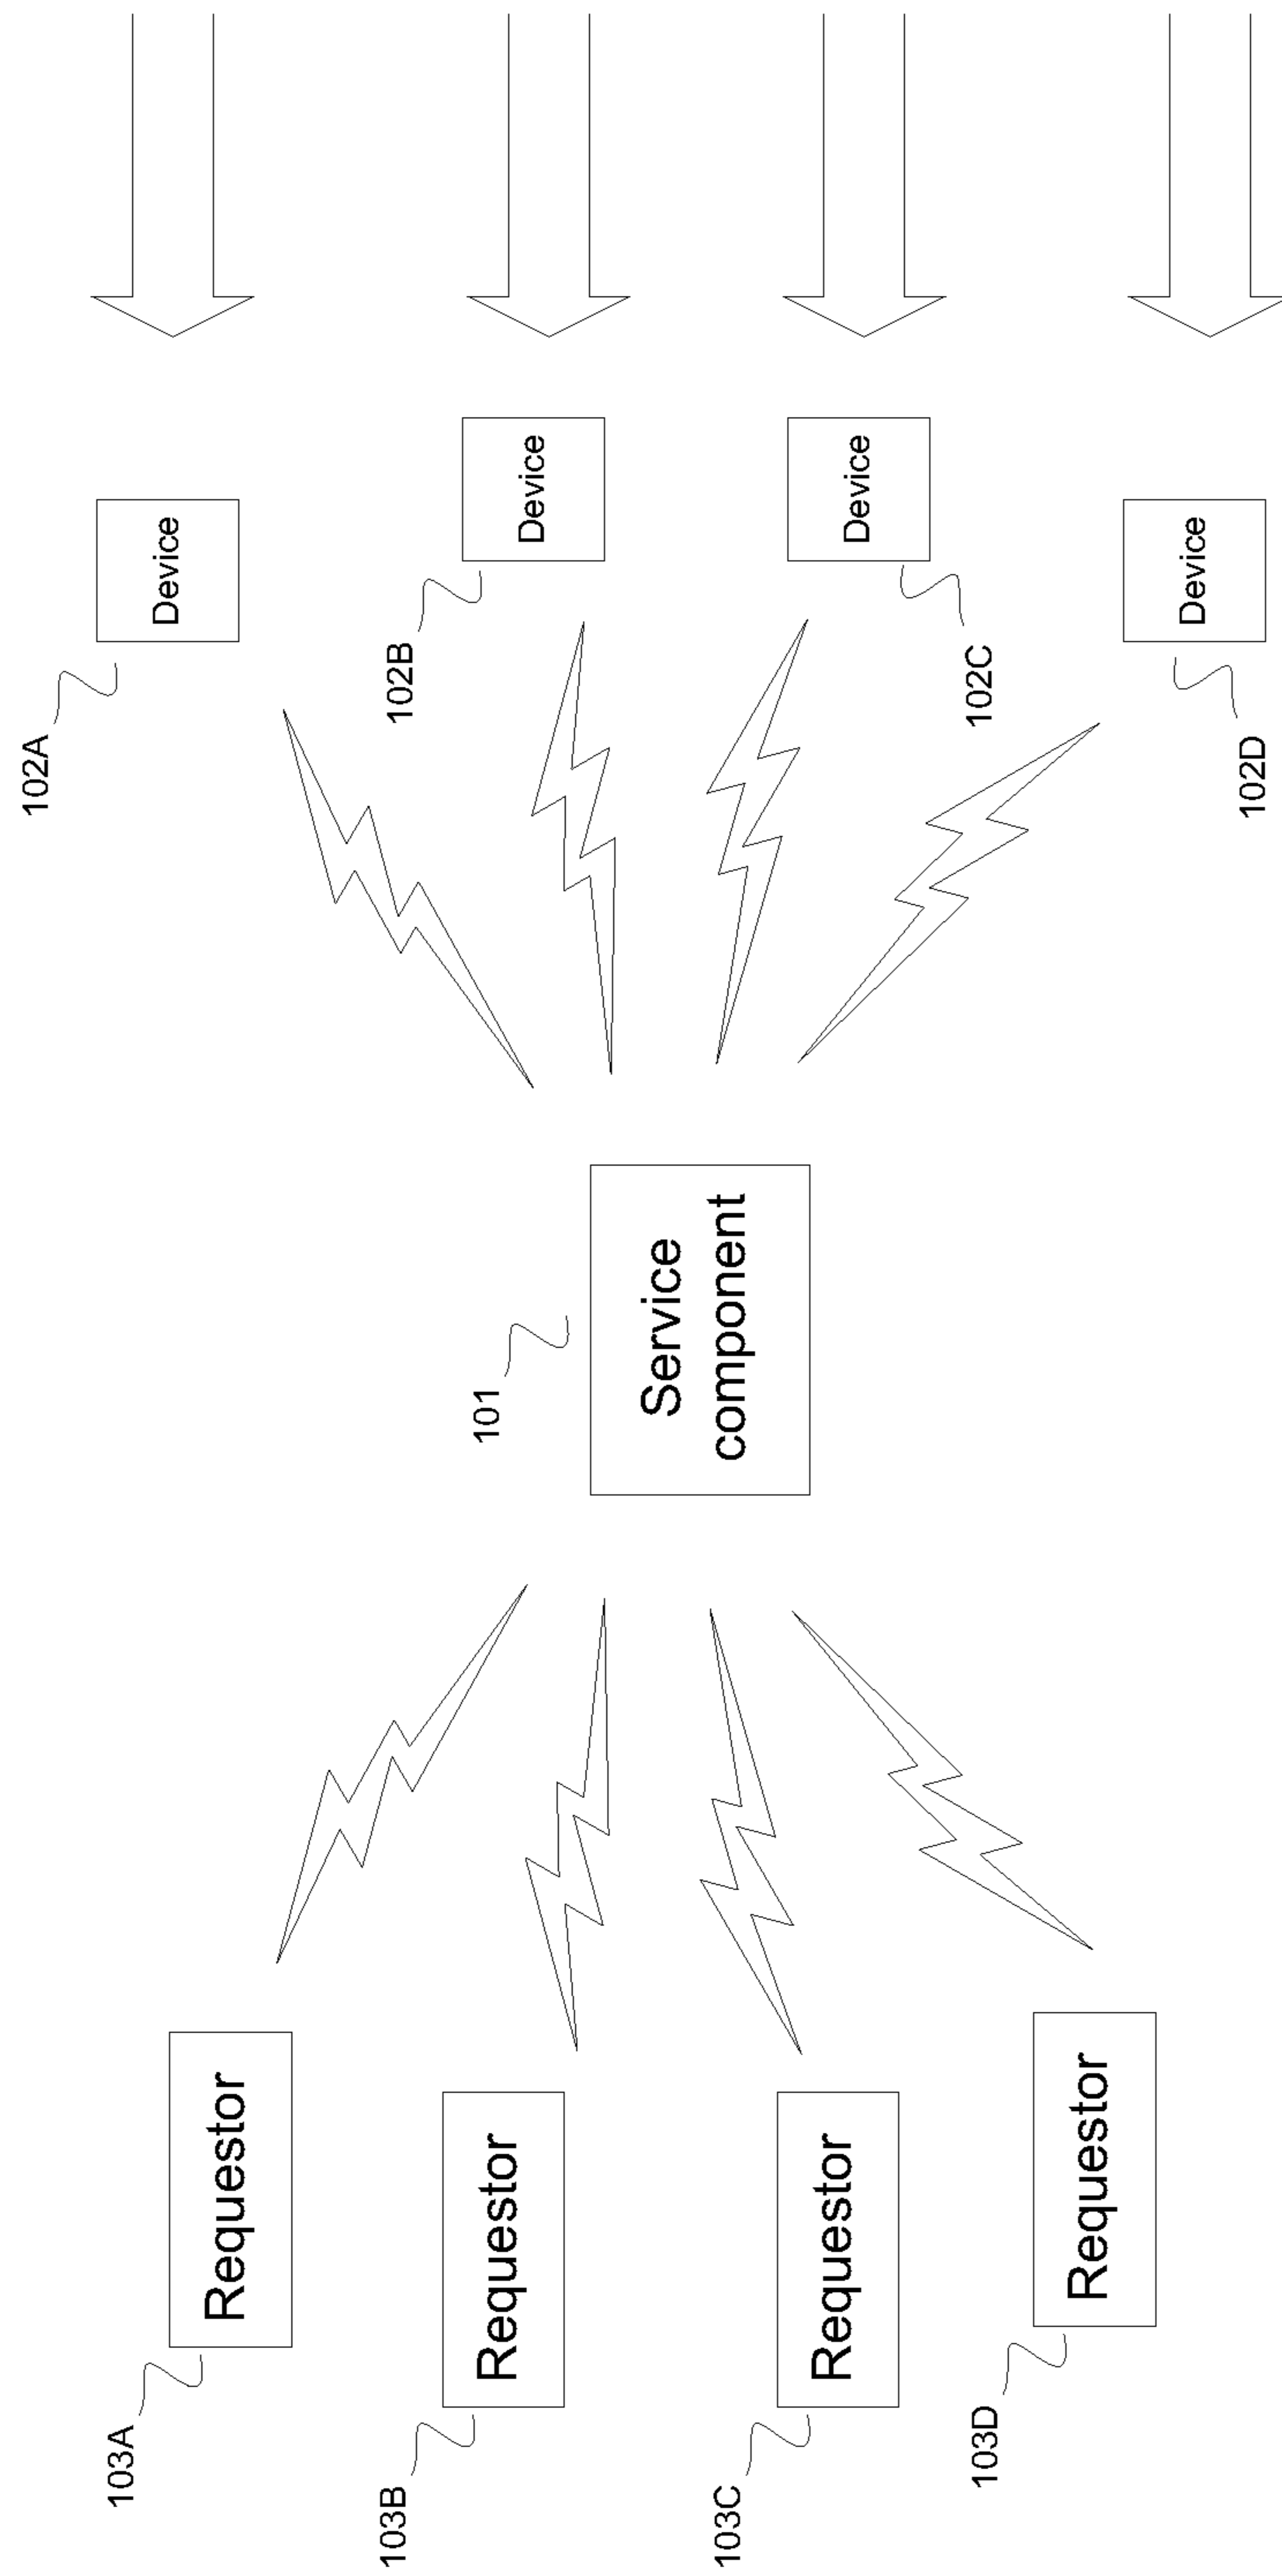 103A
Requestor
103B
Requestor
103C
Requestor
103D
Requestor
101
Service
component
102A
Device
102B
Device
102C
Device
102D
Device